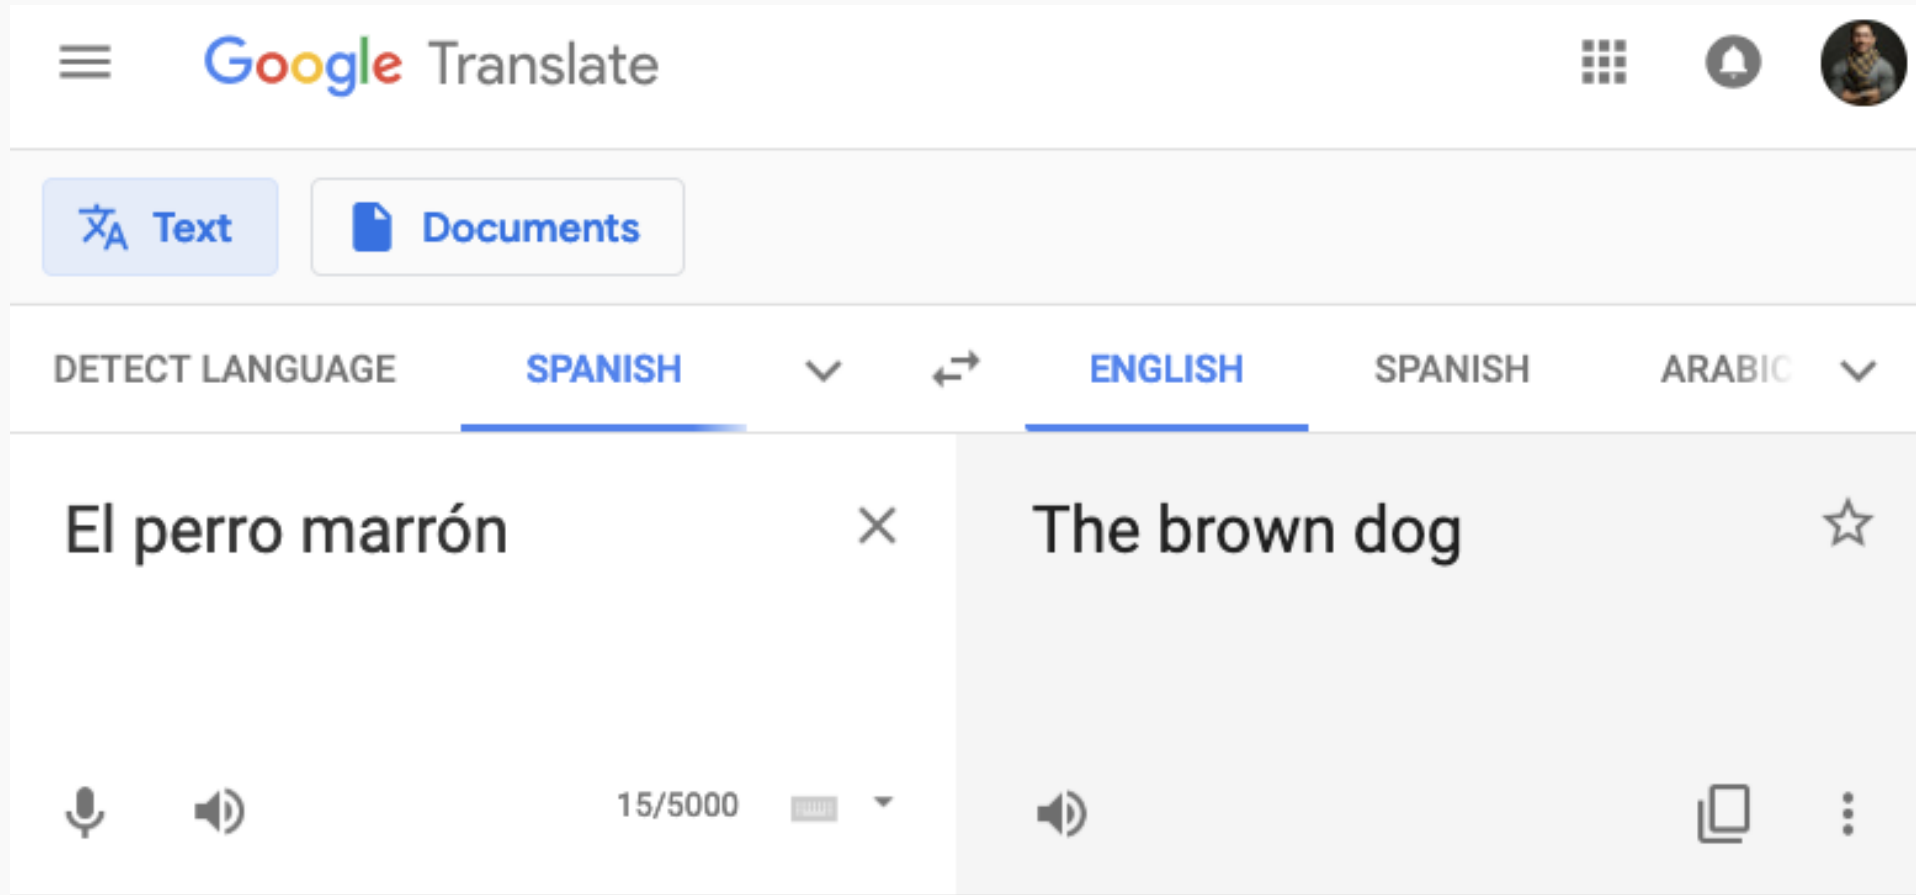 Google Translate
Text Documents
DETECT LANGUAGE SPANISH ENGLISH SPANISH ARABIC
El perro marrón The brown dog
15/5000